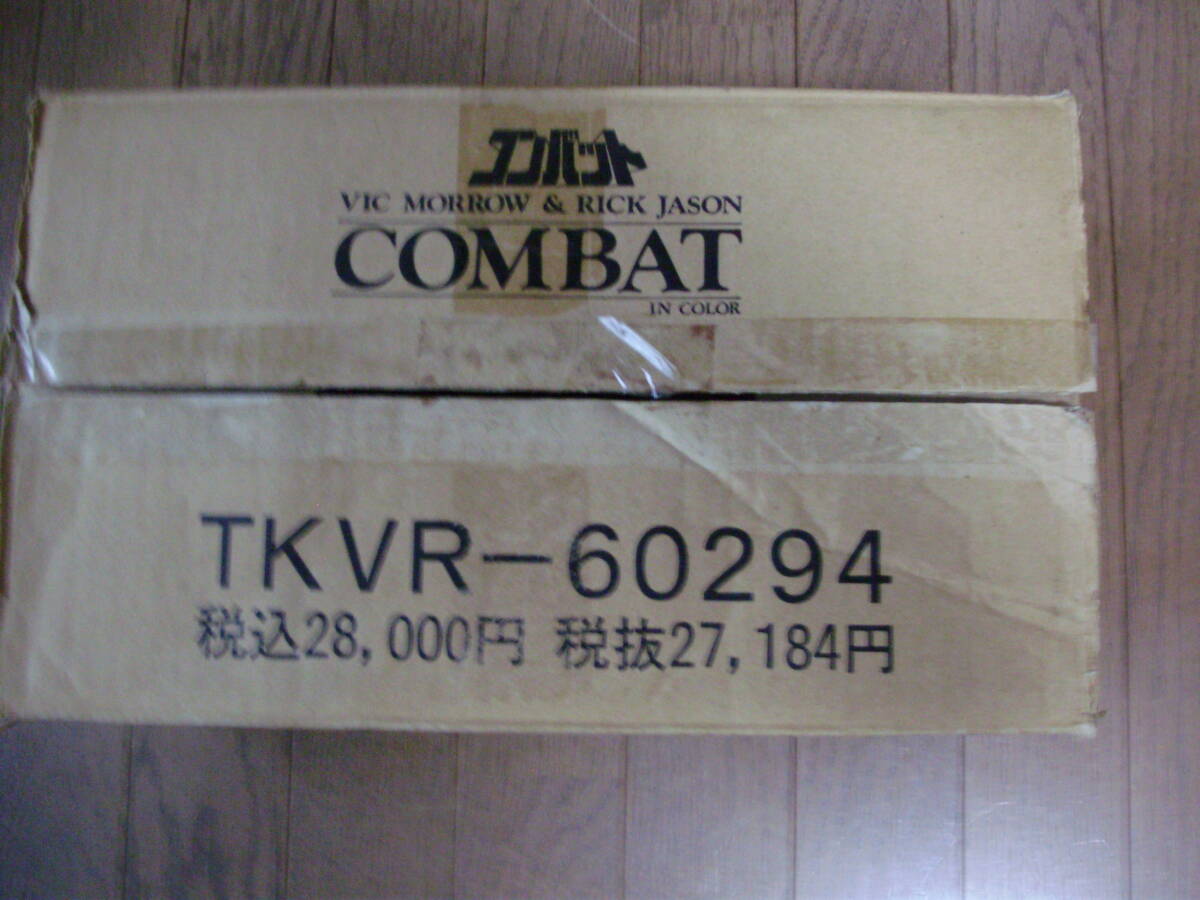 コンバット
VIC MORROW & RICK JASON
COMBAT
IN COLOR
TKVR-60294
税込28,000円 税抜27,184円